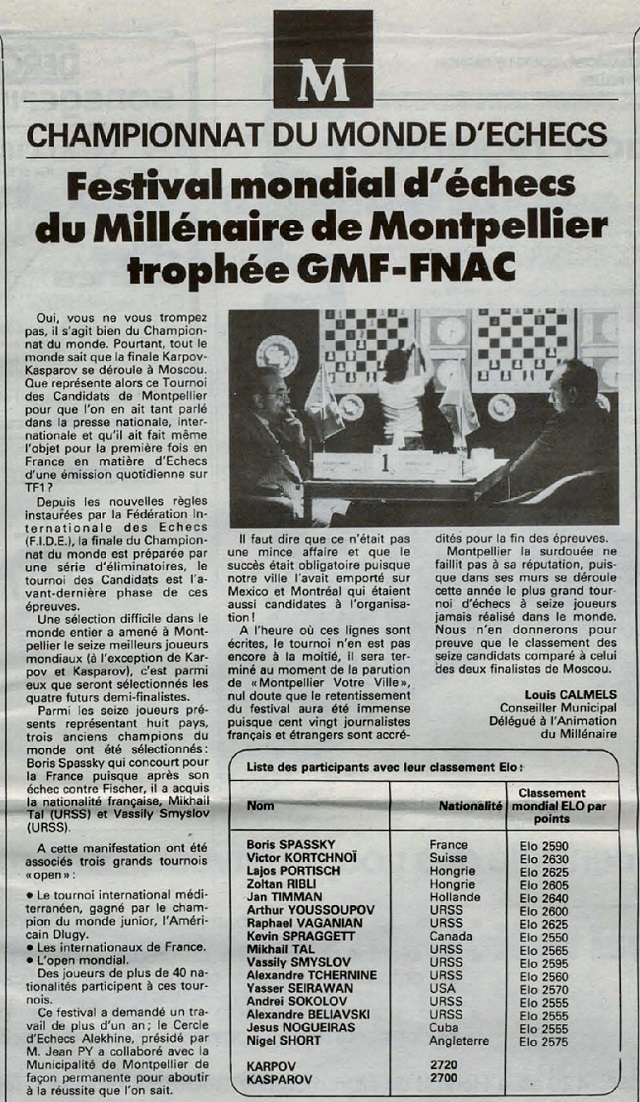 M
CHAMPIONNAT DU MONDE D'ECHECS
Festival mondial d'échecs
du Millénaire de Montpellier
trophée GMF-FNAC
Oui, vous ne vous trompez
pas, il s'agit bien du Champion-
nat du monde. Pourtant, tout le
monde sait que la finale Karpov-
Kasparov se déroule à Moscou.
Que représente alors ce Tournoi
des Candidats de Montpellier
pour que l'on en ait tant parlé
dans la presse nationale, inter-
nationale et qu'il ait fait même
l'objet pour la première fois en
France en matière d'Echecs
d'une émission quotidienne sur
TF1?
Depuis les nouvelles règles
instaurées par la Fédération In-
ternationale des Echecs
(F.I.D.E.), la finale du Champion-
nat du monde est préparée par
une série d'éliminatoires, le
tournoi des Candidats est l'a-
vant-dernière phase de ces
épreuves.
Une sélection difficile dans le
monde entier a amené à Mont-
pellier le seize meilleurs joueurs
mondiaux (à l'exception de Kar-
pov et Kasparov), c'est parmi
eux que seront sélectionnés les
quatre futurs demi-finalistes.
Parmi les seize joueurs pré-
sents représentant huit pays,
trois anciens champions du
monde ont été sélectionnés:
Boris Spassky qui concourt pour
la France puisque après son
échec contre Fischer, il a acquis
la nationalité française, Mikhail
Tal (URSS) et Vassily Smyslov
(URSS).
A cette manifestation ont été
associés trois grands tournois
«open»:
• Le tournoi international médi-
terranéen, gagné par le cham-
pion du monde junior, l'Améri-
cain Dlugy.
• Les internationaux de France.
• L'open mondial.
Des joueurs de plus de 40 na-
tionalités participent à ces tour-
nois.
Ce festival a demandé un tra-
vail de plus d'un an; le Cercle
d'Echecs Alekhine, présidé par
M. Jean PY a collaboré avec la
Municipalité de Montpellier de
façon permanente pour aboutir
à la réussite que l'on sait.
1
Il faut dire que ce n'était pas
une mince affaire et que le
succès était obligatoire puisque
notre ville l'avait emporté sur
Mexico et Montréal qui étaient
aussi candidates à l'organisa-
tion!
A l'heure où ces lignes sont
écrites, le tournoi n'en est pas
encore à la moitié, il sera ter-
miné au moment de la parution
de «Montpellier Votre Ville»,
nul doute que le retentissement
du festival aura été immense
puisque cent vingt journalistes
français et étrangers sont accré-
dités pour la fin des épreuves.
Montpellier la surdouée ne
faillit pas à sa réputation, puis-
que dans ses murs se déroule
cette année le plus grand tour-
noi d'échecs à seize joueurs
jamais réalisé dans le monde.
Nous n'en donnerons pour
preuve que le classement des
seize candidats comparé à celui
des deux finalistes de Moscou.
Louis CALMELS
Conseiller Municipal
Délégué à l'Animation
du Millénaire
Liste des participants avec leur classement Elo:
Nom Nationalité Classement mondial ELO par points
Boris SPASSKY France Elo 2590
Victor KORTCHNOÏ Suisse Elo 2630
Lajos PORTISCH Hongrie Elo 2625
Zoltan RIBLI Hongrie Elo 2605
Jan TIMMAN Hollande Elo 2640
Arthur YOUSSOUPOV URSS Elo 2600
Raphael VAGANIAN URSS Elo 2625
Kevin SPRAGGETT Canada Elo 2550
Mikhail TAL URSS Elo 2565
Vassily SMYSLOV URSS Elo 2595
Alexandre TCHERNINE URSS Elo 2560
Yasser SEIRAWAN USA Elo 2570
Andrei SOKOLOV URSS Elo 2555
Alexandre BELIAVSKI URSS Elo 2555
Jesus NOGUEIRAS Cuba Elo 2555
Nigel SHORT Angleterre Elo 2575
KARPOV 2720
KASPAROV 2700